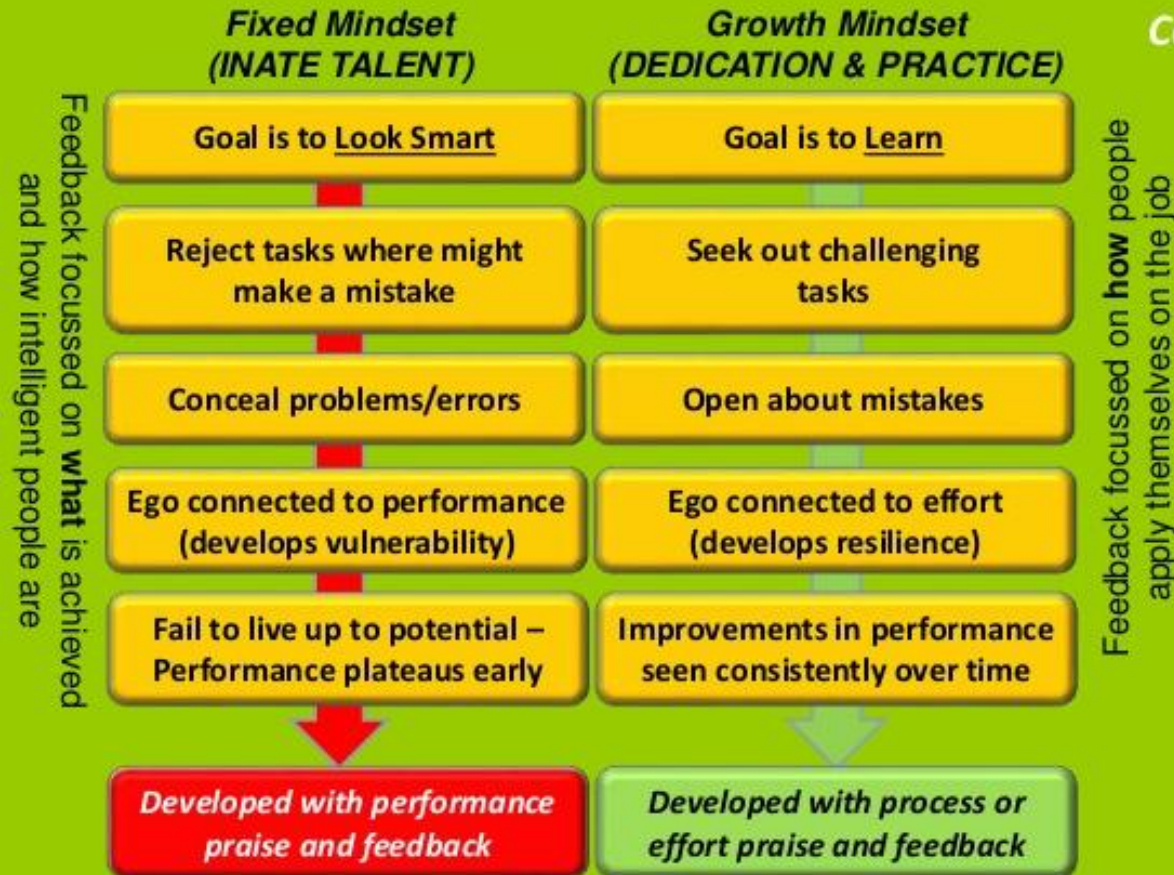 Fixed Mindset
(INATE TALENT)
Growth Mindset
(DEDICATION & PRACTICE)
Feedback focussed on what is achieved
and how intelligent people are
Goal is to Look Smart
Reject tasks where might
make a mistake
Conceal problems/errors
Ego connected to performance
(develops vulnerability)
Fail to live up to potential –
Performance plateaus early
Developed with performance
praise and feedback
Goal is to Learn
Seek out challenging
tasks
Open about mistakes
Ego connected to effort
(develops resilience)
Improvements in performance
seen consistently over time
Developed with process or
effort praise and feedback
Feedback focussed on how people
apply themselves on the job